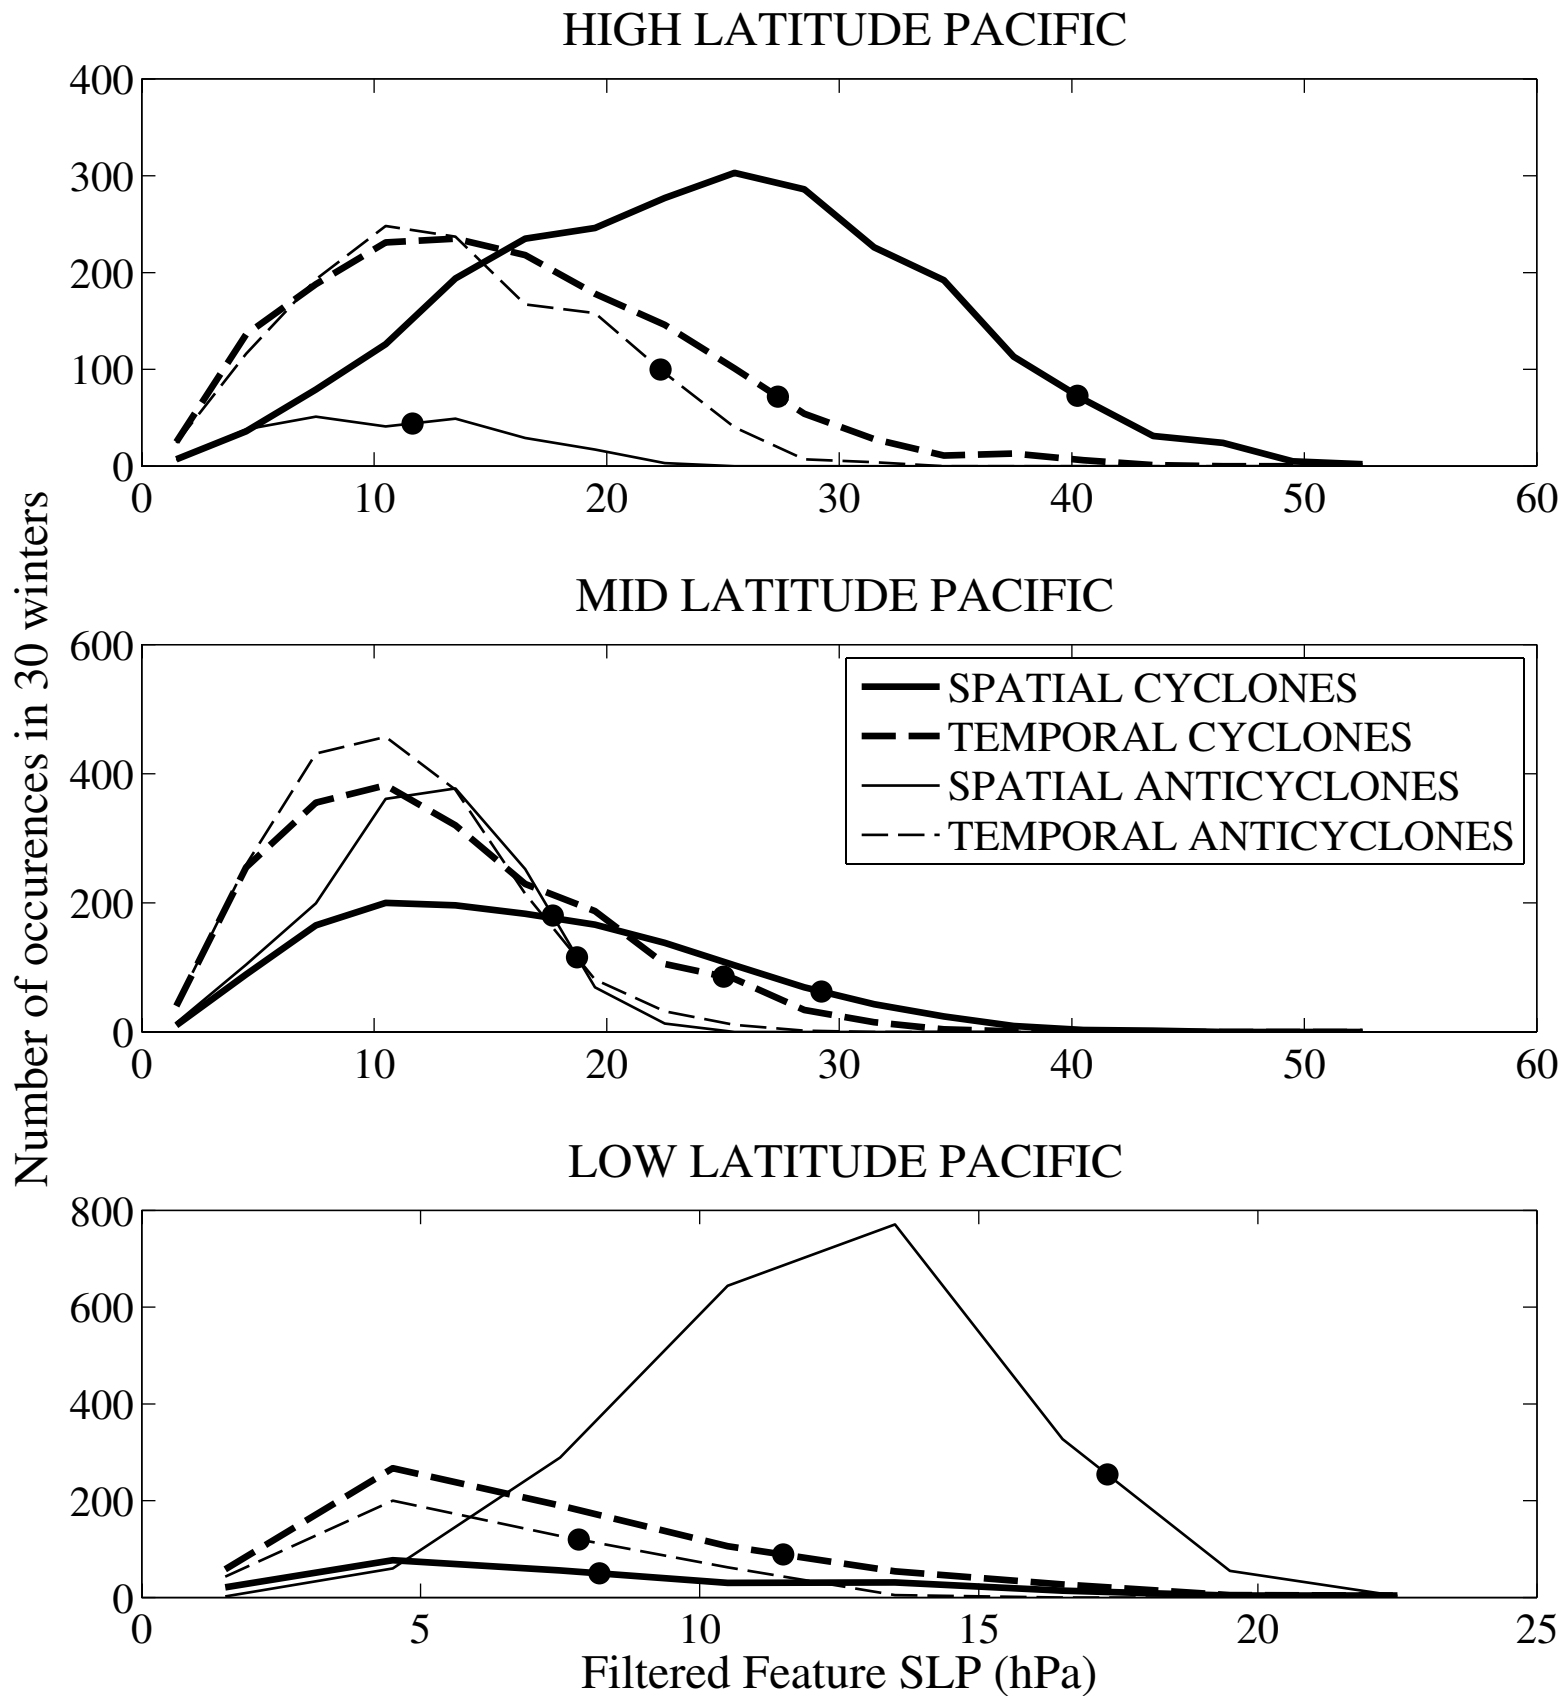 HIGH LATITUDE PACIFIC
400
300
200
100
0
0 10 20 30 40 50 60
Number of occurences in 30 winters
MID LATITUDE PACIFIC
600
400
200
0
SPATIAL CYCLONES
TEMPORAL CYCLONES
SPATIAL ANTICYCLONES
TEMPORAL ANTICYCLONES
0 10 20 30 40 50 60
LOW LATITUDE PACIFIC
800
600
400
200
0
0 5 10 15 20 25
Filtered Feature SLP (hPa)